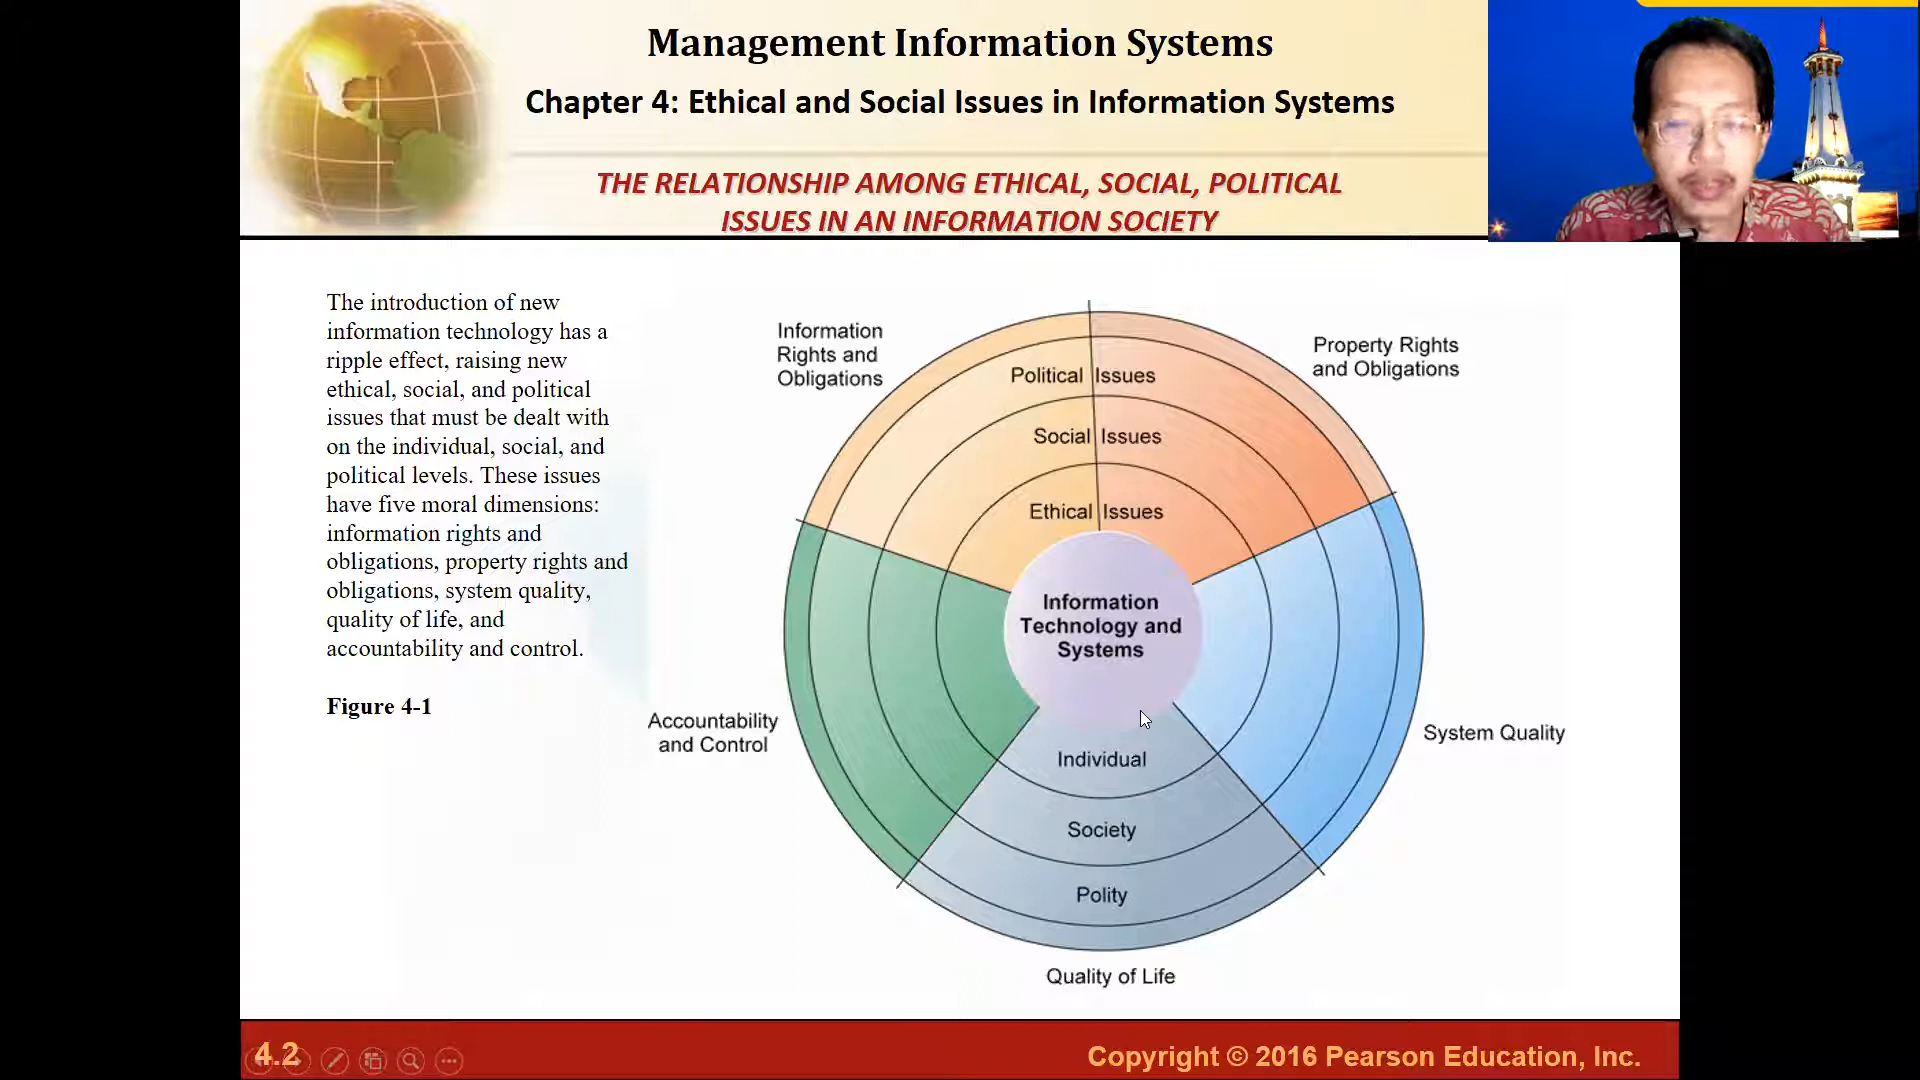 Management Information Systems
Chapter 4: Ethical and Social Issues in Information Systems
THE RELATIONSHIP AMONG ETHICAL, SOCIAL, POLITICAL
ISSUES IN AN INFORMATION SOCIETY
The introduction of new
information technology has a
ripple effect, raising new
ethical, social, and political
issues that must be dealt with
on the individual, social, and
political levels. These issues
have five moral dimensions:
information rights and
obligations, property rights and
obligations, system quality,
quality of life, and
accountability and control.
Figure 4-1
Information
Rights and
Obligations
Property Rights
and Obligations
Political Issues
Social Issues
Ethical Issues
Information
Technology and
Systems
Accountability
and Control
System Quality
Individual
Society
Polity
Quality of Life
4.2
Copyright © 2016 Pearson Education, Inc.